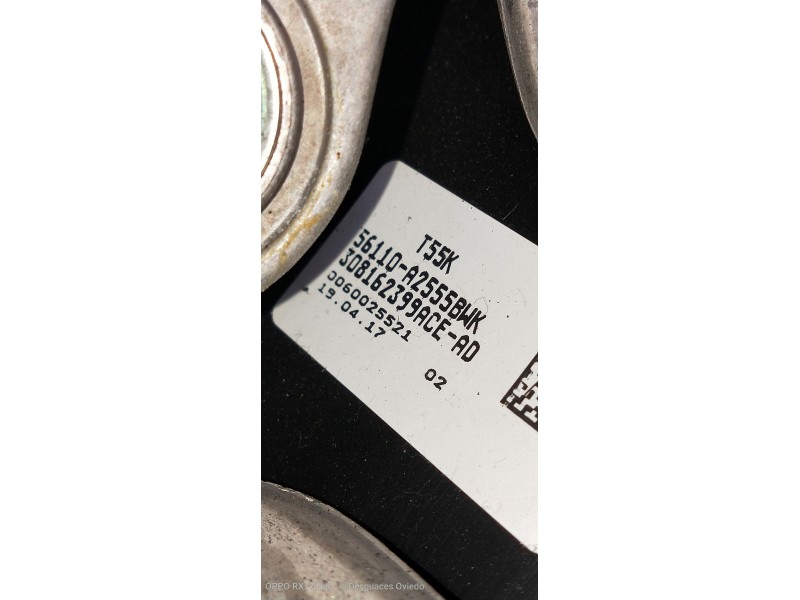 T55K
56110-A2555BWK
308162399ACE-AD
0060025521
19.04.17
02
OPPO RX
Desguaces Oviedo